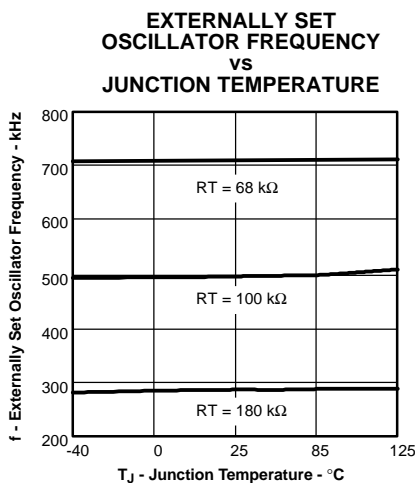 EXTERNALLY SET
OSCILLATOR FREQUENCY
vs
JUNCTION TEMPERATURE
f - Externally Set Oscillator Frequency - kHz
800
700
600
500
400
300
200
RT = 68 kΩ
RT = 100 kΩ
RT = 180 kΩ
-40 0 25 85 125
TJ - Junction Temperature - °C